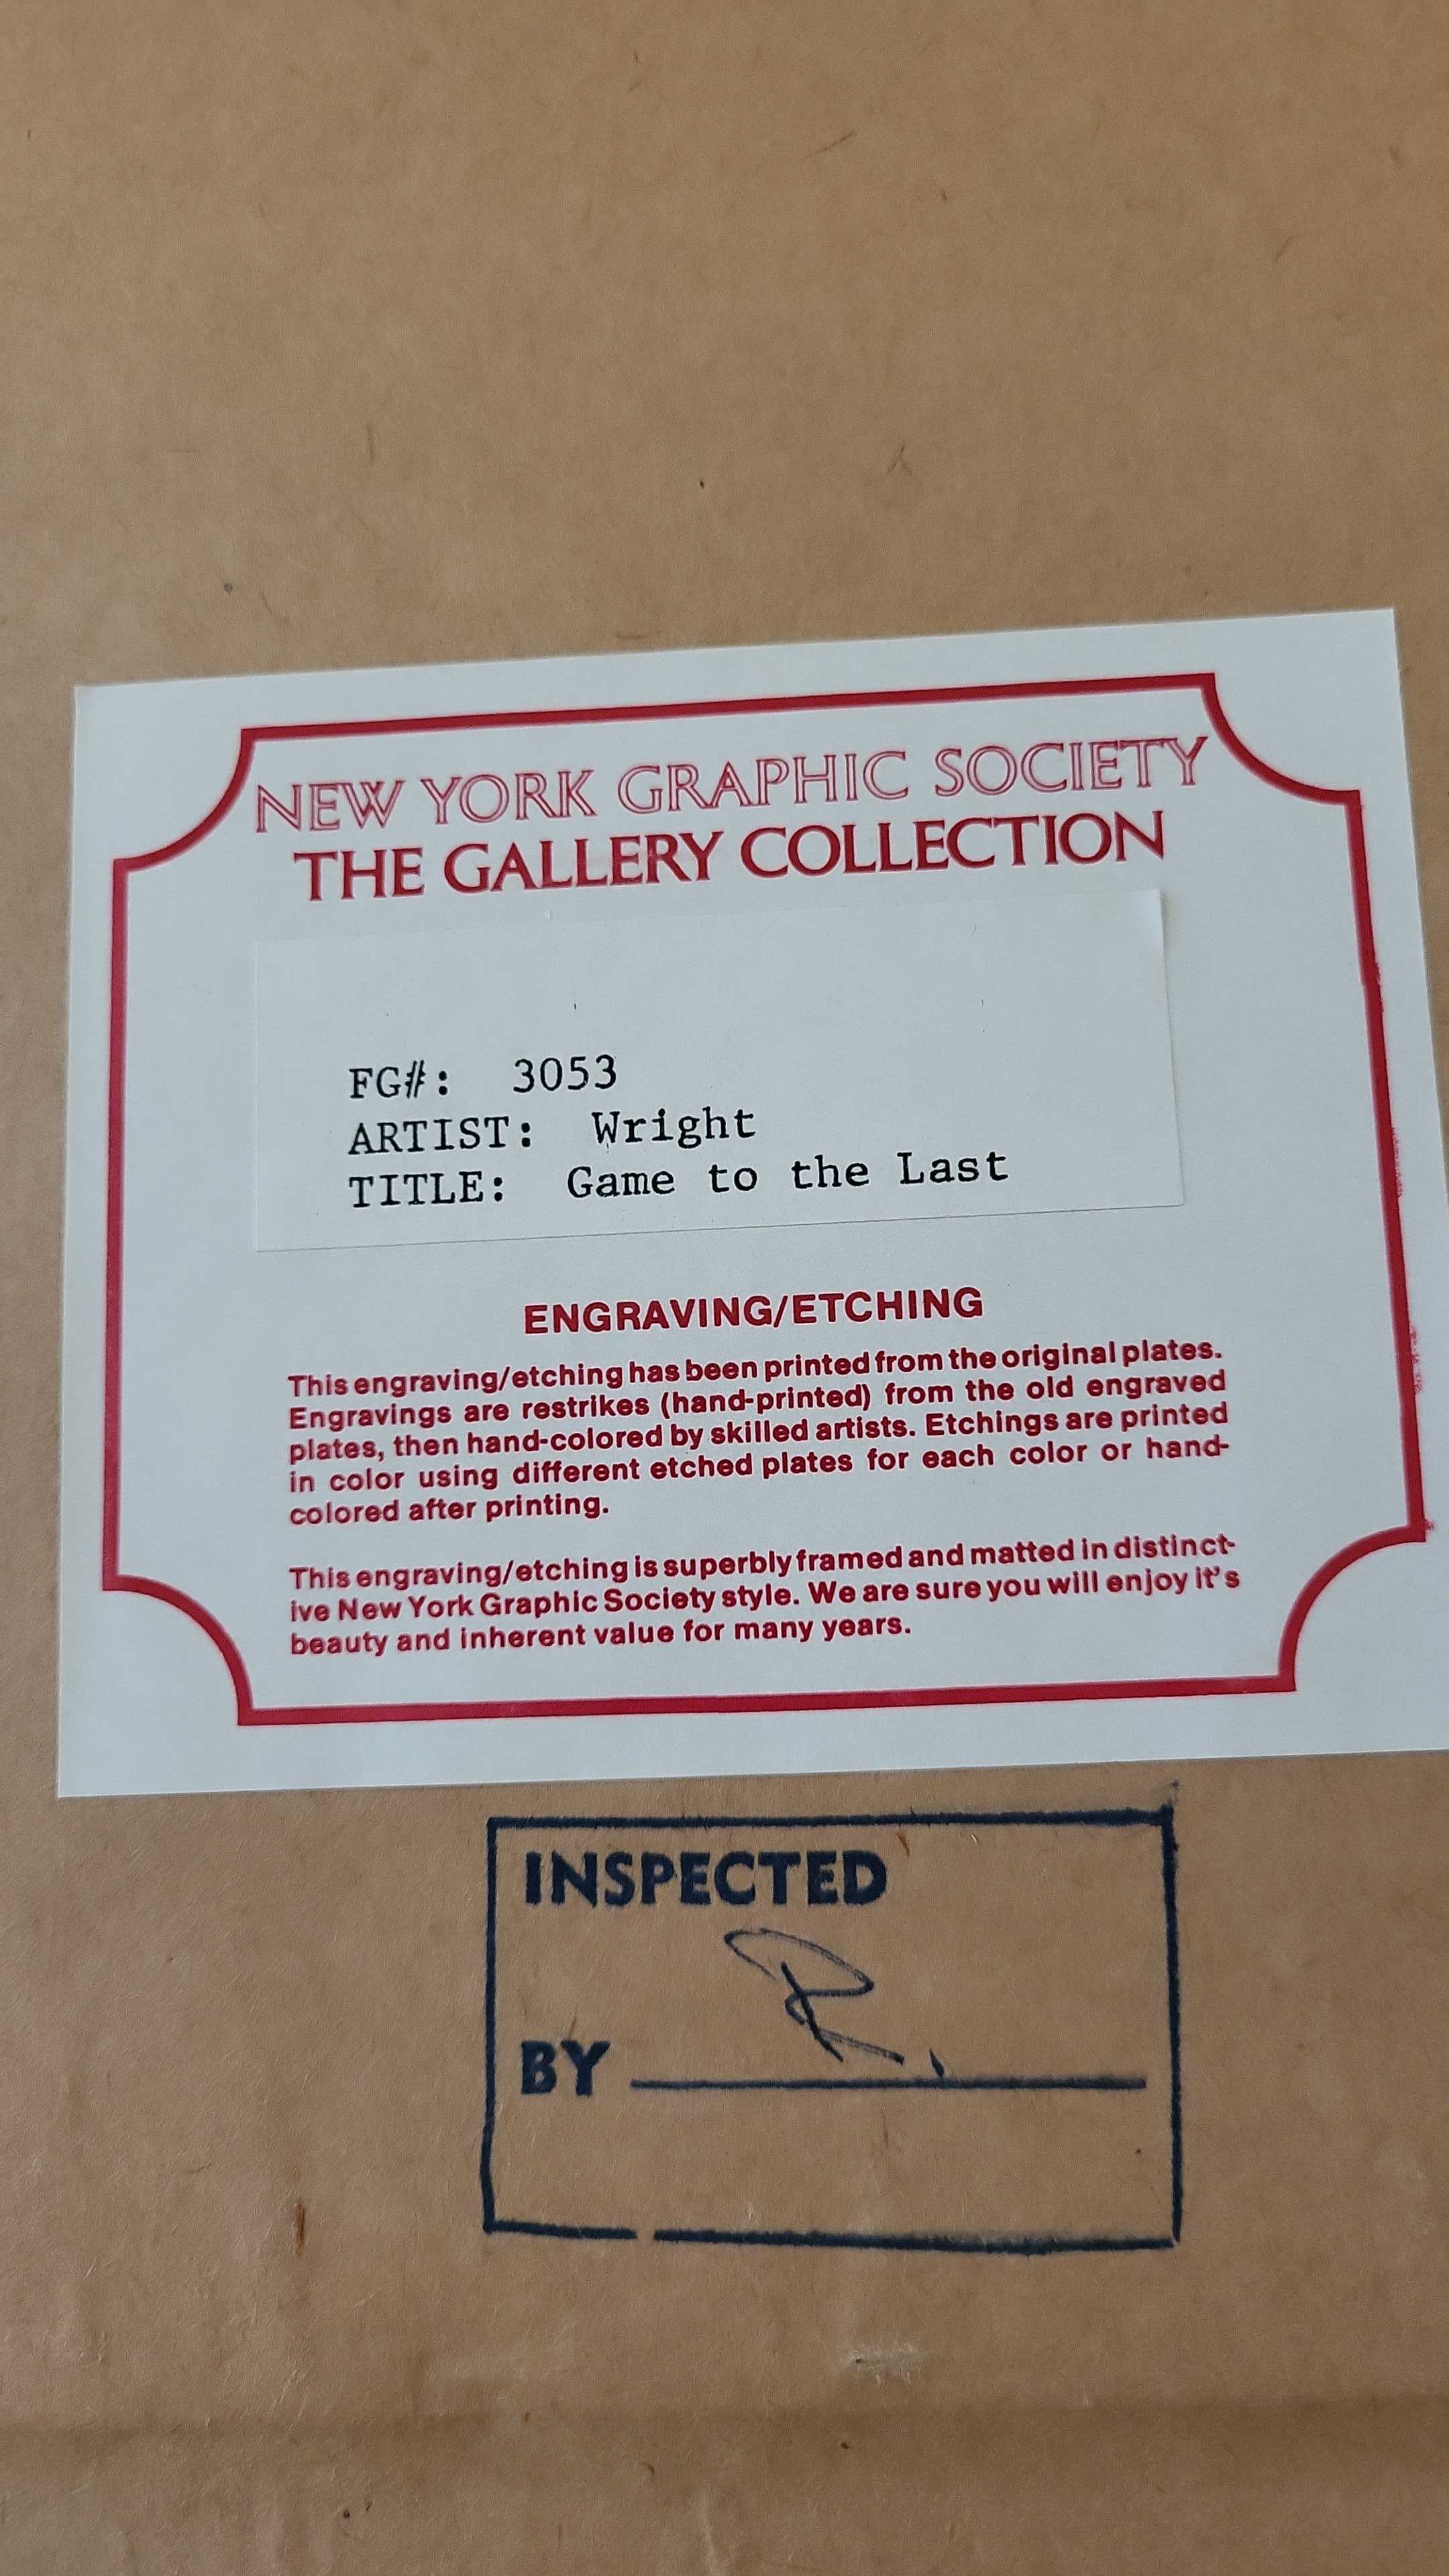 NEW YORK GRAPHIC SOCIETY
THE GALLERY COLLECTION
FG#: 3053
ARTIST: Wright
TITLE: Game to the Last
ENGRAVING/ETCHING
This engraving/etching has been printed from the original plates.
Engravings are restrikes (hand-printed) from the old engraved
plates, then hand-colored by skilled artists. Etchings are printed
in color using different etched plates for each color or hand-
colored after printing.
This engraving/etching is superbly framed and matted in distinct-
ive New York Graphic Society style. We are sure you will enjoy it's
beauty and inherent value for many years.
INSPECTED
BY R.